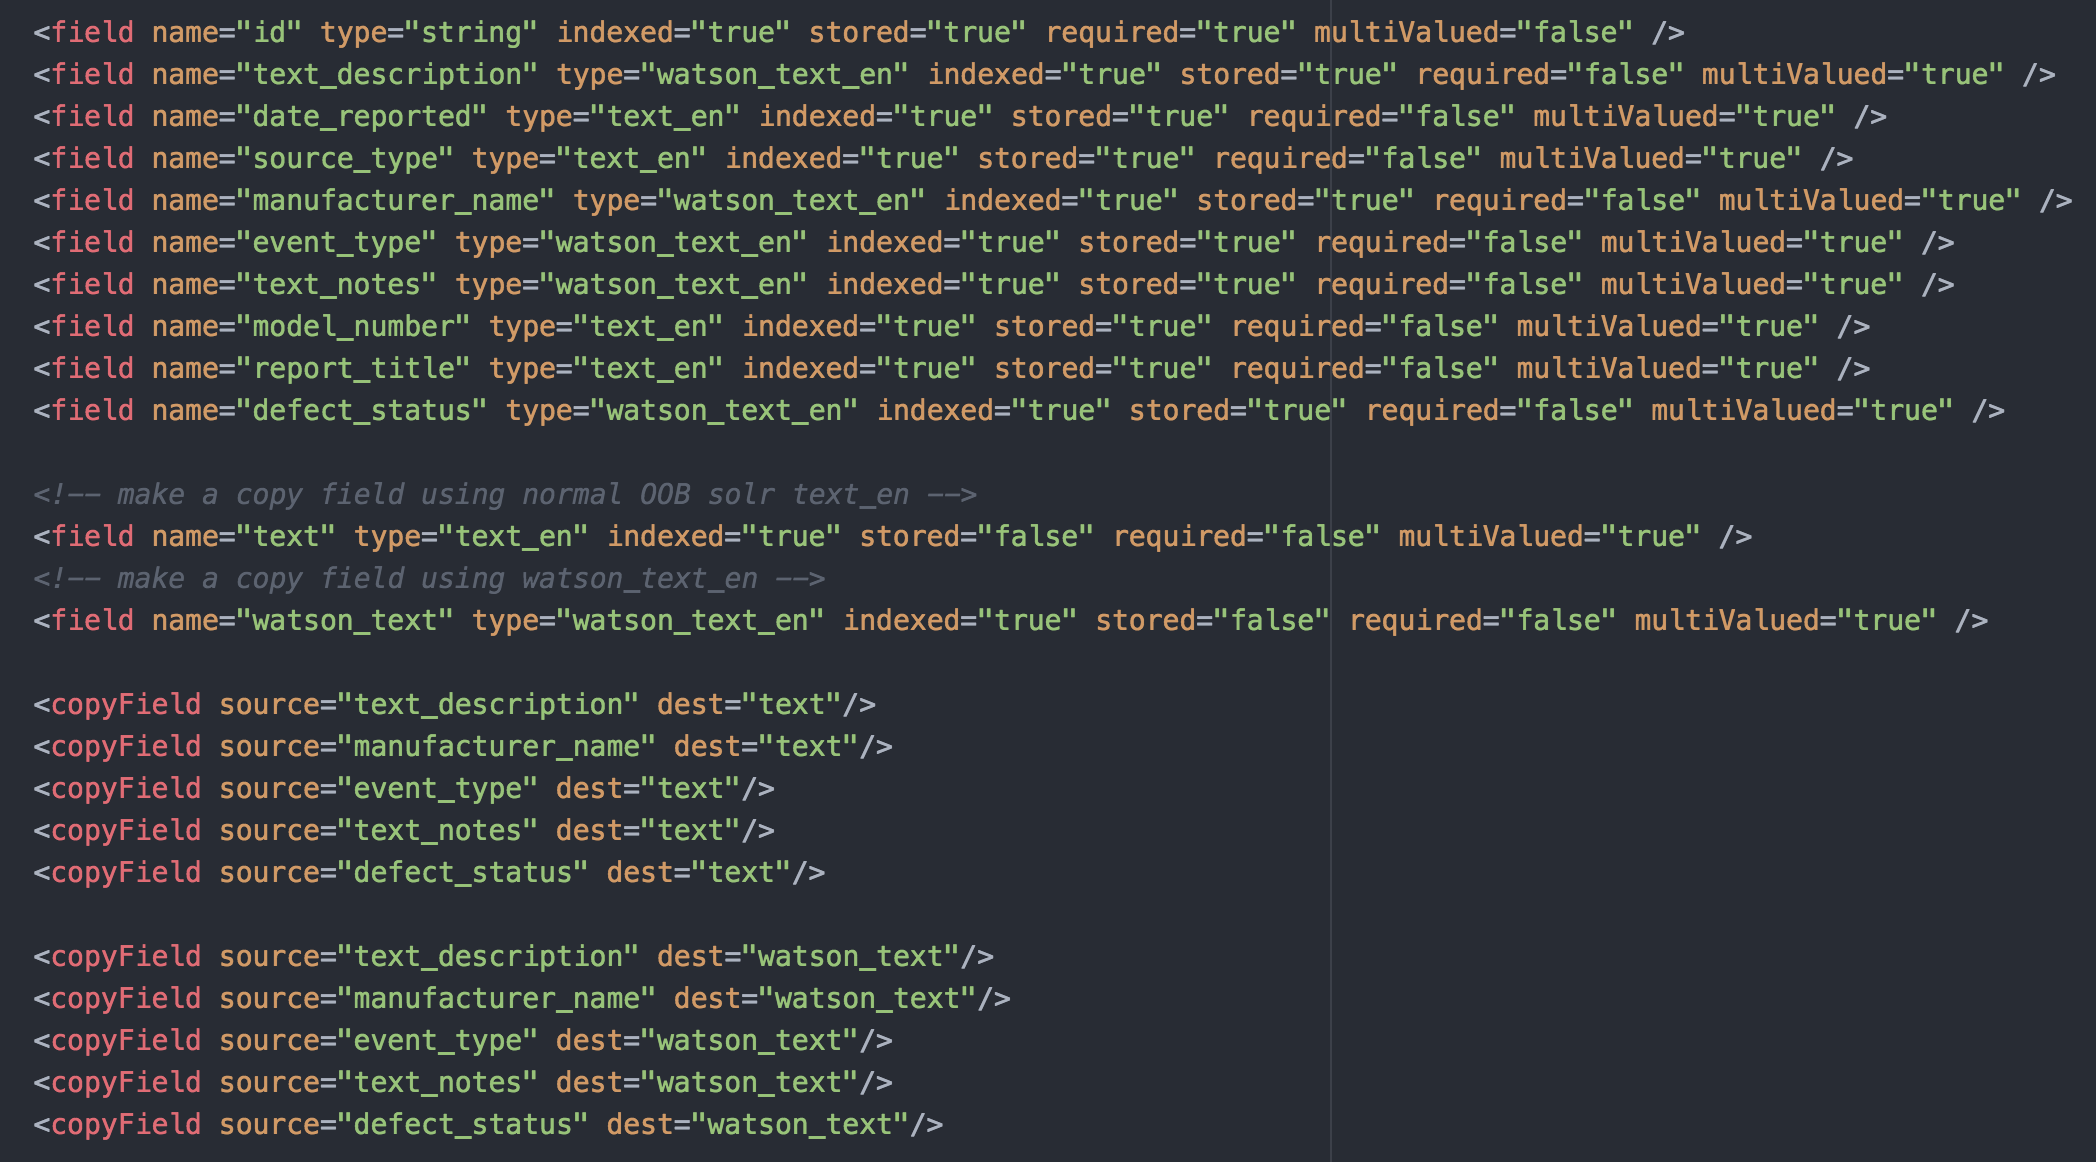 <field name="id" type="string" indexed="true" stored="true" required="true" multiValued="false" />
<field name="text_description" type="watson_text_en" indexed="true" stored="true" required="false" multiValued="true" />
<field name="date_reported" type="text_en" indexed="true" stored="true" required="false" multiValued="true" />
<field name="source_type" type="text_en" indexed="true" stored="true" required="false" multiValued="true" />
<field name="manufacturer_name" type="watson_text_en" indexed="true" stored="true" required="false" multiValued="true" />
<field name="event_type" type="watson_text_en" indexed="true" stored="true" required="false" multiValued="true" />
<field name="text_notes" type="watson_text_en" indexed="true" stored="true" required="false" multiValued="true" />
<field name="model_number" type="text_en" indexed="true" stored="true" required="false" multiValued="true" />
<field name="report_title" type="text_en" indexed="true" stored="true" required="false" multiValued="true" />
<field name="defect_status" type="watson_text_en" indexed="true" stored="true" required="false" multiValued="true" />
<!-- make a copy field using normal OOB solr text_en -->
<field name="text" type="text_en" indexed="true" stored="false" required="false" multiValued="true" />
<!-- make a copy field using watson_text_en -->
<field name="watson_text" type="watson_text_en" indexed="true" stored="false" required="false" multiValued="true" />
<copyField source="text_description" dest="text"/>
<copyField source="manufacturer_name" dest="text"/>
<copyField source="event_type" dest="text"/>
<copyField source="text_notes" dest="text"/>
<copyField source="defect_status" dest="text"/>
<copyField source="text_description" dest="watson_text"/>
<copyField source="manufacturer_name" dest="watson_text"/>
<copyField source="event_type" dest="watson_text"/>
<copyField source="text_notes" dest="watson_text"/>
<copyField source="defect_status" dest="watson_text"/>